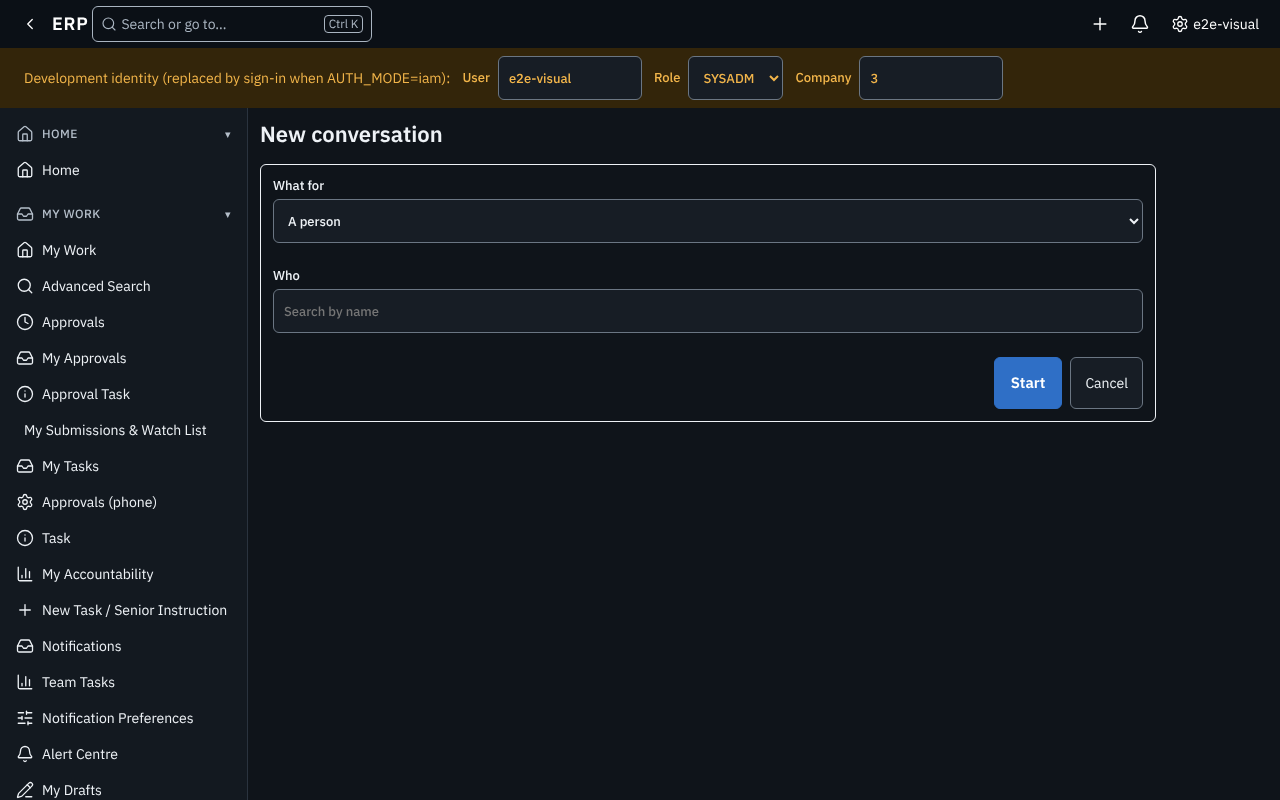 ERP Search or go to... Ctrl K e2e-visual
Development identity (replaced by sign-in when AUTH_MODE=iam): User e2e-visual Role SYSADM Company 3
HOME
Home
MY WORK
My Work
Advanced Search
Approvals
My Approvals
Approval Task
My Submissions & Watch List
My Tasks
Approvals (phone)
Task
My Accountability
New Task / Senior Instruction
Notifications
Team Tasks
Notification Preferences
Alert Centre
My Drafts
New conversation
What for
A person
Who
Search by name
Start Cancel